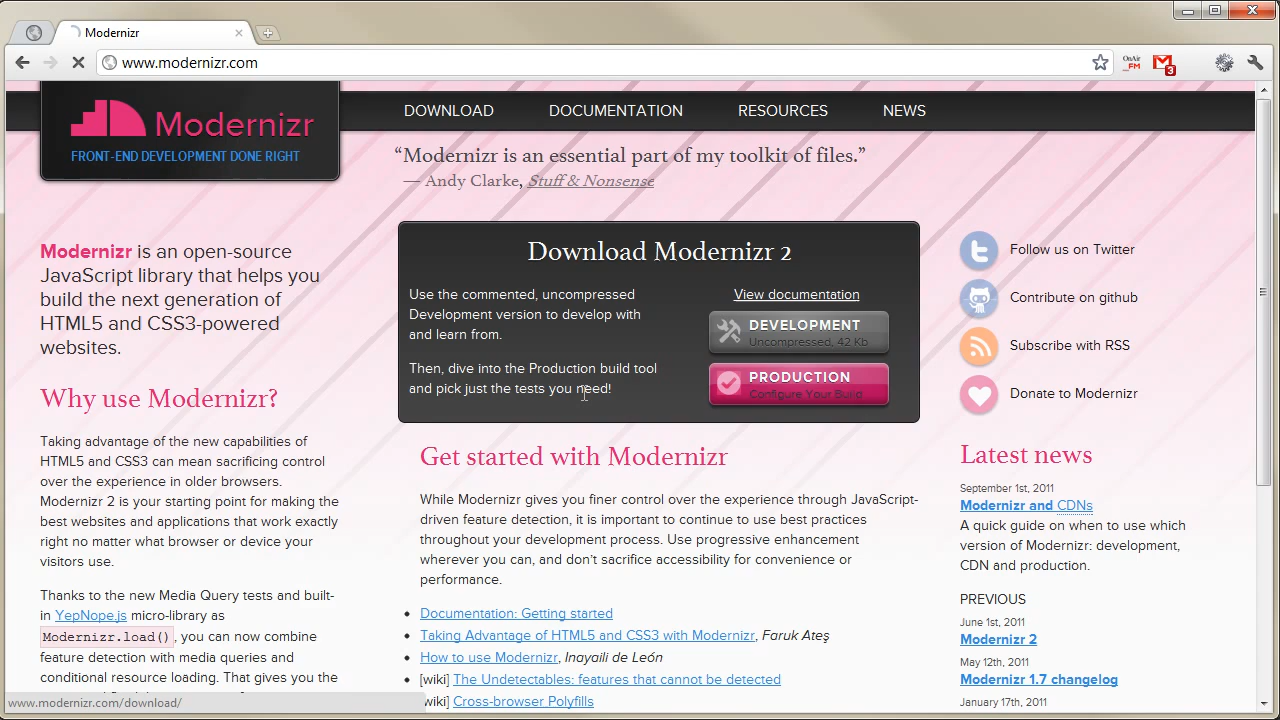 Modernizr
www.modernizr.com
OnAir
_FM
3
Modernizr
FRONT-END DEVELOPMENT DONE RIGHT
DOWNLOAD
DOCUMENTATION
RESOURCES
NEWS
“Modernizr is an essential part of my toolkit of files.”
— Andy Clarke, Stuff & Nonsense
Modernizr is an open-source
JavaScript library that helps you
build the next generation of
HTML5 and CSS3-powered
websites.
Why use Modernizr?
Taking advantage of the new capabilities of
HTML5 and CSS3 can mean sacrificing control
over the experience in older browsers.
Modernizr 2 is your starting point for making the
best websites and applications that work exactly
right no matter what browser or device your
visitors use.
Thanks to the new Media Query tests and built-
in YepNope.js micro-library as
Modernizr.load(), you can now combine
feature detection with media queries and
conditional resource loading. That gives you the
Download Modernizr 2
Use the commented, uncompressed
Development version to develop with
and learn from.
Then, dive into the Production build tool
and pick just the tests you need!
View documentation
DEVELOPMENT
Uncompressed, 42 Kb
PRODUCTION
Configure Your Build
Get started with Modernizr
While Modernizr gives you finer control over the experience through JavaScript-
driven feature detection, it is important to continue to use best practices
throughout your development process. Use progressive enhancement
wherever you can, and don’t sacrifice accessibility for convenience or
performance.
• Documentation: Getting started
• Taking Advantage of HTML5 and CSS3 with Modernizr, Faruk Ateş
• How to use Modernizr, Inayaili de León
• [wiki] The Undetectables: features that cannot be detected
wiki] Cross-browser Polyfills
Follow us on Twitter
Contribute on github
Subscribe with RSS
Donate to Modernizr
Latest news
September 1st, 2011
Modernizr and CDNs
A quick guide on when to use which
version of Modernizr: development,
CDN and production.
PREVIOUS
June 1st, 2011
Modernizr 2
May 12th, 2011
Modernizr 1.7 changelog
January 17th, 2011
www.modernizr.com/download/